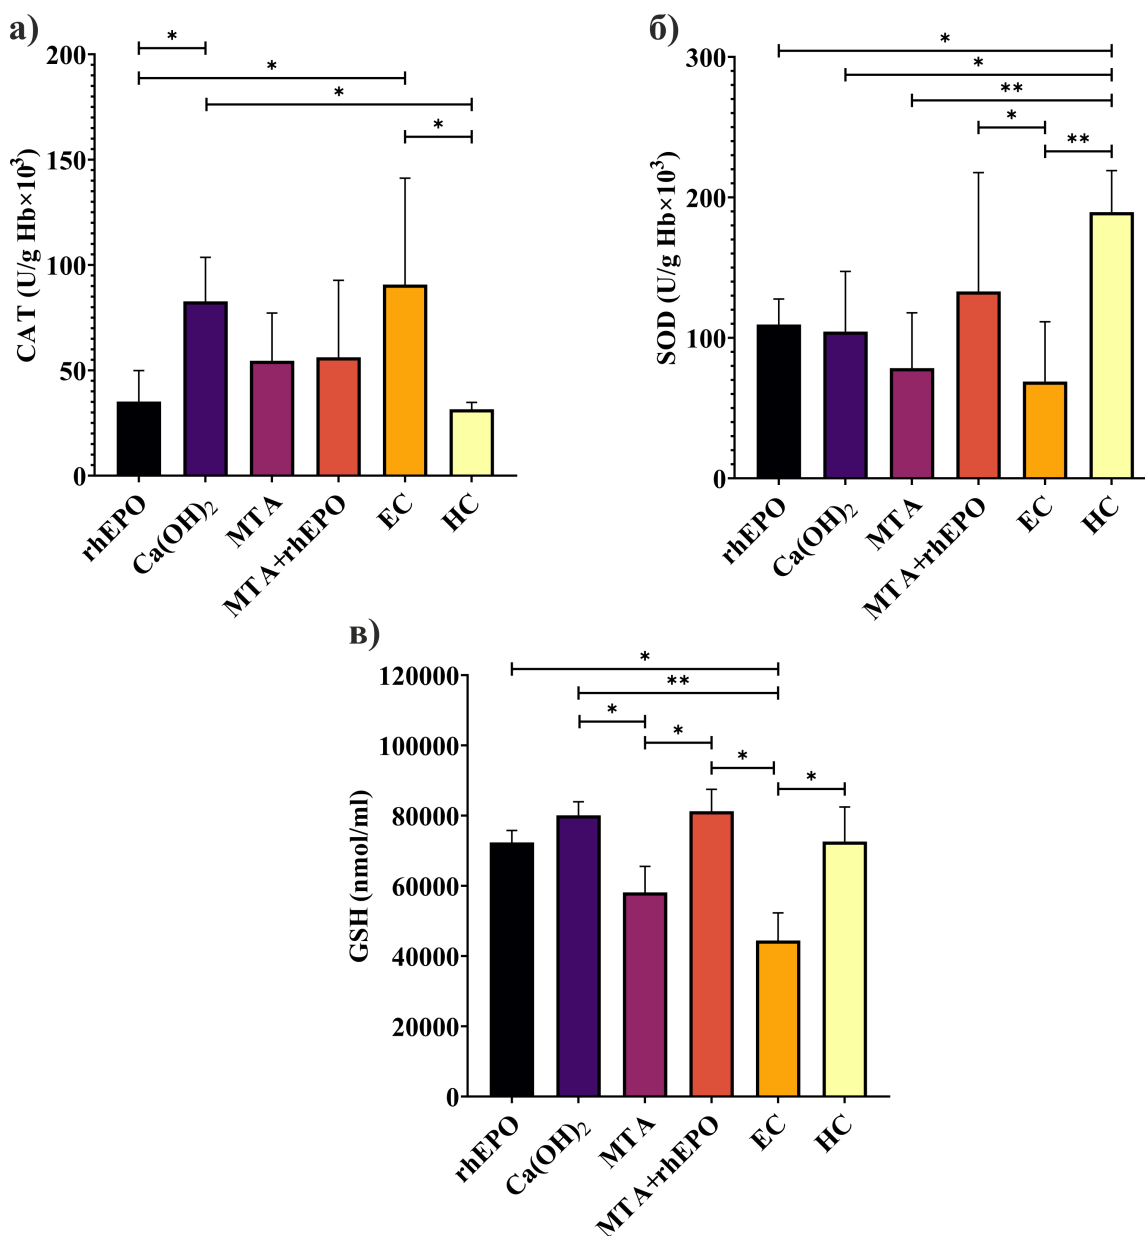 а)
*
*
*
*
CAT (U/g Hb×10³)
200
150
100
50
0
rhEPO
Ca(OH)₂
MTA
MTA+rhEPO
EC
HC
б)
*
*
**
*
**
SOD (U/g Hb×10³)
300
200
100
0
rhEPO
Ca(OH)₂
MTA
MTA+rhEPO
EC
HC
в)
*
**
*
*
*
*
GSH (nmol/ml)
120000
100000
80000
60000
40000
20000
0
rhEPO
Ca(OH)₂
MTA
MTA+rhEPO
EC
HC